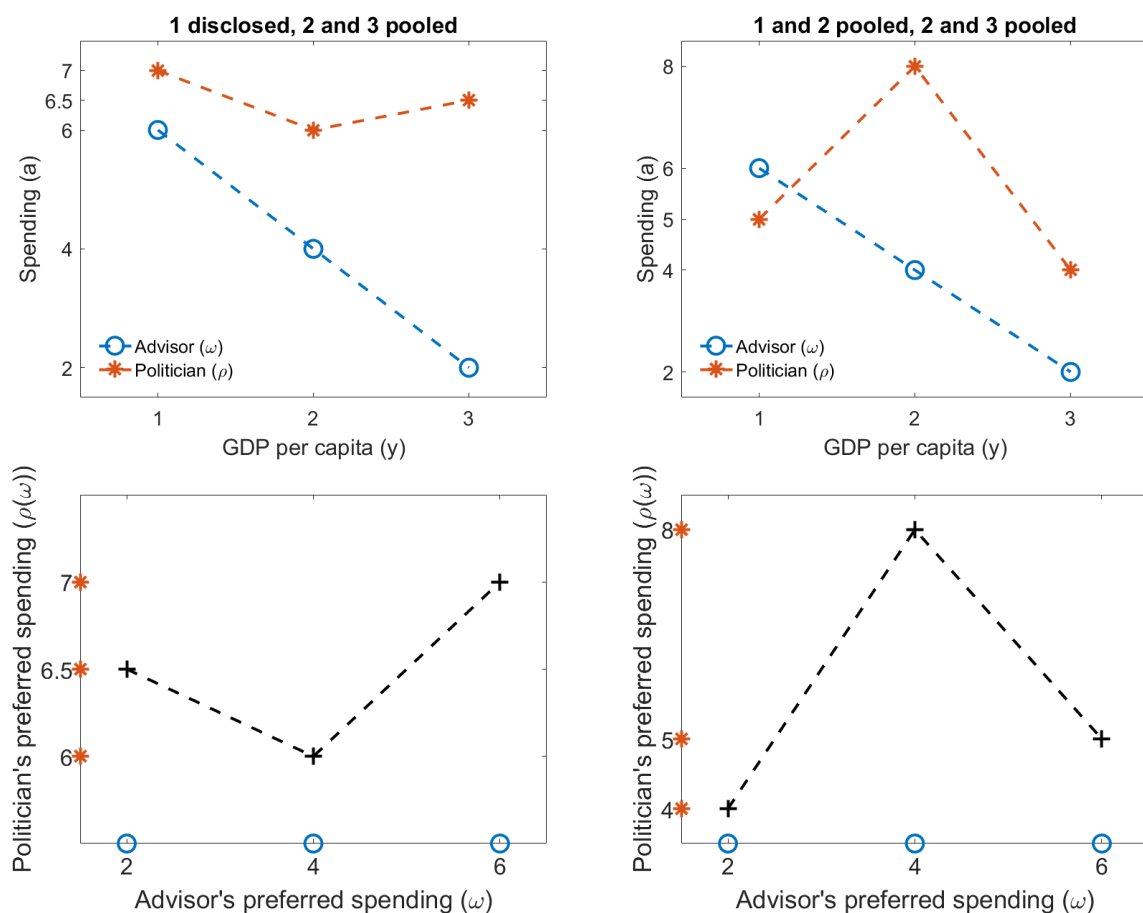 1 disclosed, 2 and 3 pooled
7
6.5
6
4
2
Spending (a)
Advisor (ω)
Politician (ρ)
1 2 3
GDP per capita (y)
1 and 2 pooled, 2 and 3 pooled
8
6
5
4
2
Spending (a)
Advisor (ω)
Politician (ρ)
1 2 3
GDP per capita (y)
Politician's preferred spending (ρ(ω))
7
6.5
6
2 4 6
Advisor's preferred spending (ω)
Politician's preferred spending (ρ(ω))
8
5
4
2 4 6
Advisor's preferred spending (ω)